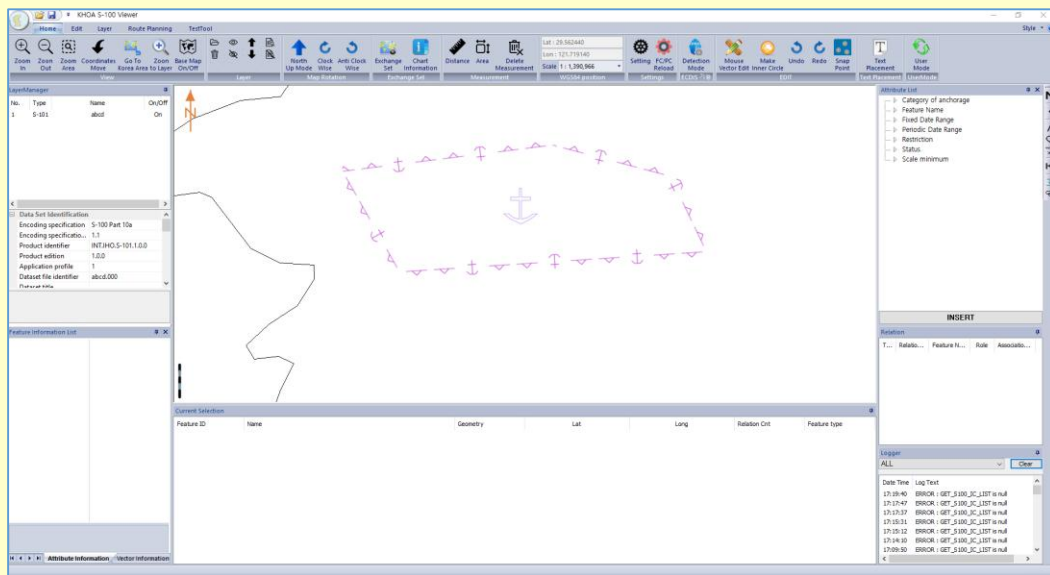 KHOA S-100 Viewer
Home Edit Layer Route Planning TestTool Style
Zoom In Zoom Out Zoom Area Coordinates Move Go To Korea Area Zoom to Layer Base Map On/Off North Up Mode Clock Wise Anti Clock Wise Exchange Set Chart Information Distance Area Delete Measurement
Lat : 29.562440
Lon : 121.719140
Scale 1 : 1,390,966
Setting FC/PC Reload Detection Mode Mouse Vector Edit Make Inner Circle Undo Redo Snap Point Text Placement User Mode
View Layer Map Rotation Exchange Set Measurement WGS84 position Settings ECDIS EDIT Text Placement UserMode
LayerManager
No. Type Name On/Off
1 S-101 abcd On
Data Set Identification
Encoding specification S-100 Part 10a
Encoding specificatio... 1.1
Product identifier INT.IHO.S-101.1.0.0
Product edition 1.0.0
Application profile 1
Dataset file identifier abcd.000
Dataset title
Feature Information List
Attribute Information Vector Information
N
Current Selection
Feature ID Name Geometry Lat Long Relation Cnt Feature type
Attribute List
Category of anchorage
Feature Name
Fixed Date Range
Periodic Date Range
Restriction
Status
Scale minimum
INSERT
Relation
T... Relatio... Feature N... Role Associatio...
Logger
ALL Clear
Date Time Log Text
17:19:40 ERROR : GET_S100_IC_LIST is null
17:17:47 ERROR : GET_S100_IC_LIST is null
17:17:37 ERROR : GET_S100_IC_LIST is null
17:15:31 ERROR : GET_S100_IC_LIST is null
17:15:12 ERROR : GET_S100_IC_LIST is null
17:14:10 ERROR : GET_S100_IC_LIST is null
17:09:50 ERROR : GET_S100_IC_LIST is null